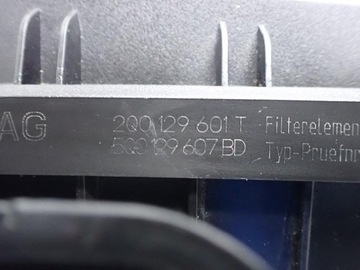 AG
2Q0 129 601 T Filterelemen
5Q0 129 607 BD Typ-Pruefnr